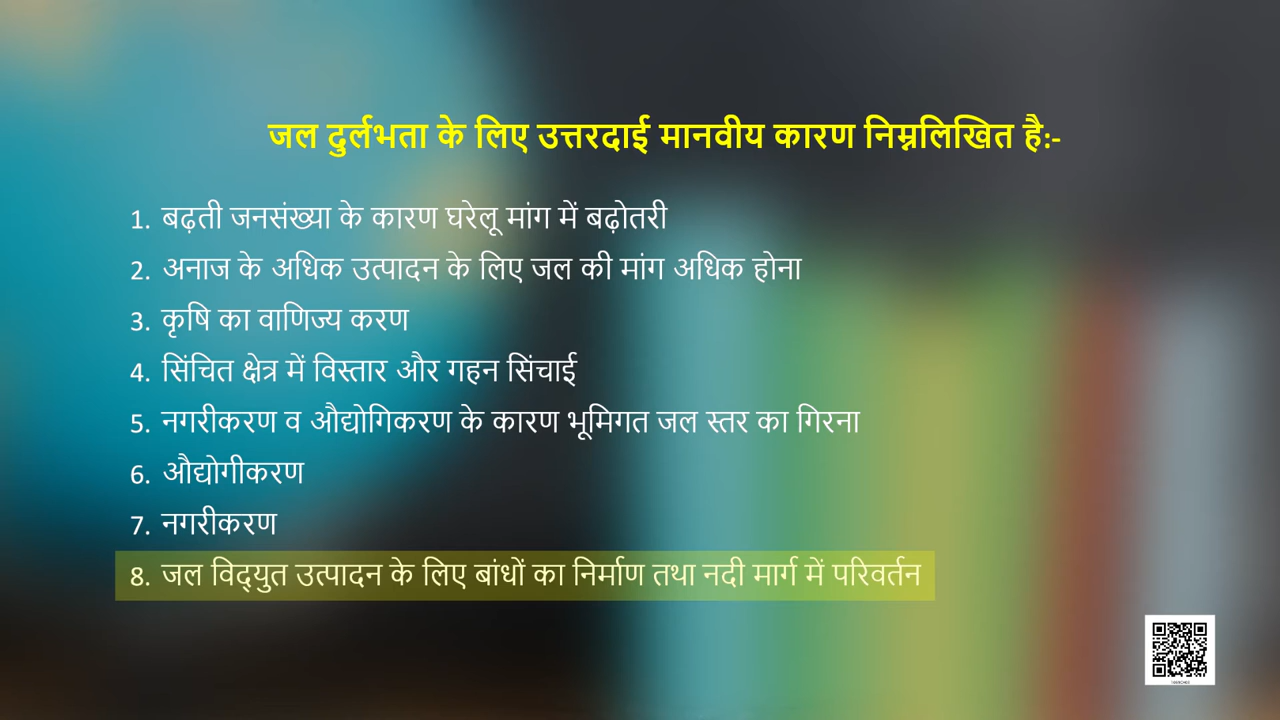 जल दुर्लभता के लिए उत्तरदाई मानवीय कारण निम्नलिखित है:-
1. बढ़ती जनसंख्या के कारण घरेलू मांग में बढ़ोतरी
2. अनाज के अधिक उत्पादन के लिए जल की मांग अधिक होना
3. कृषि का वाणिज्य करण
4. सिंचित क्षेत्र में विस्तार और गहन सिंचाई
5. नगरीकरण व औद्योगिकरण के कारण भूमिगत जल स्तर का गिरना
6. औद्योगीकरण
7. नगरीकरण
8. जल विद्युत उत्पादन के लिए बांधों का निर्माण तथा नदी मार्ग में परिवर्तन